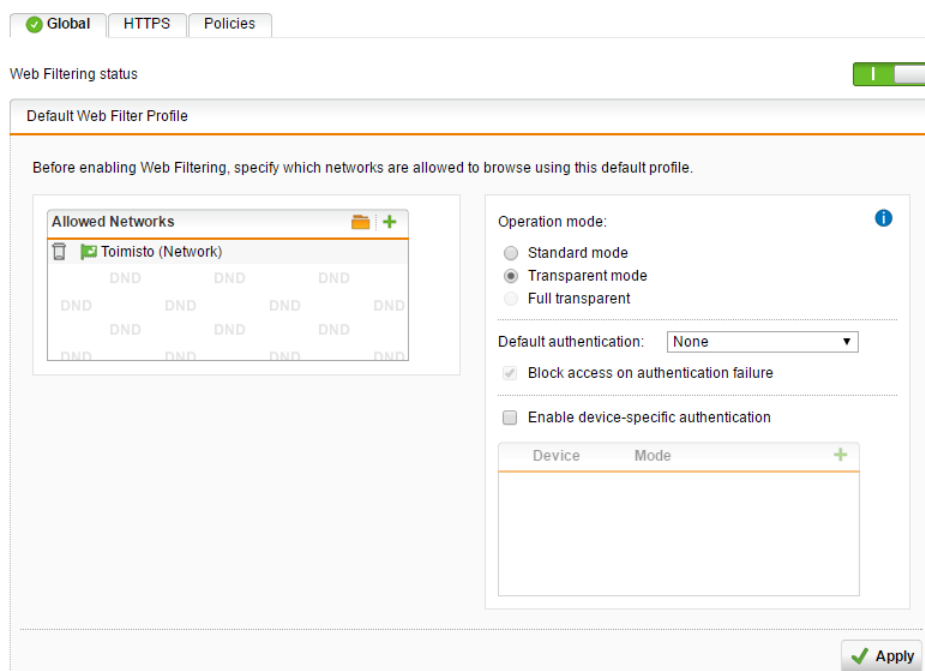 Global HTTPS Policies
Web Filtering status
Default Web Filter Profile
Before enabling Web Filtering, specify which networks are allowed to browse using this default profile.
Allowed Networks
Toimisto (Network)
DND DND DND
DND DND DND DND
DND DND DND
DND DND DND DND
Operation mode:
Standard mode
Transparent mode
Full transparent
Default authentication: None
Block access on authentication failure
Enable device-specific authentication
Device Mode
Apply